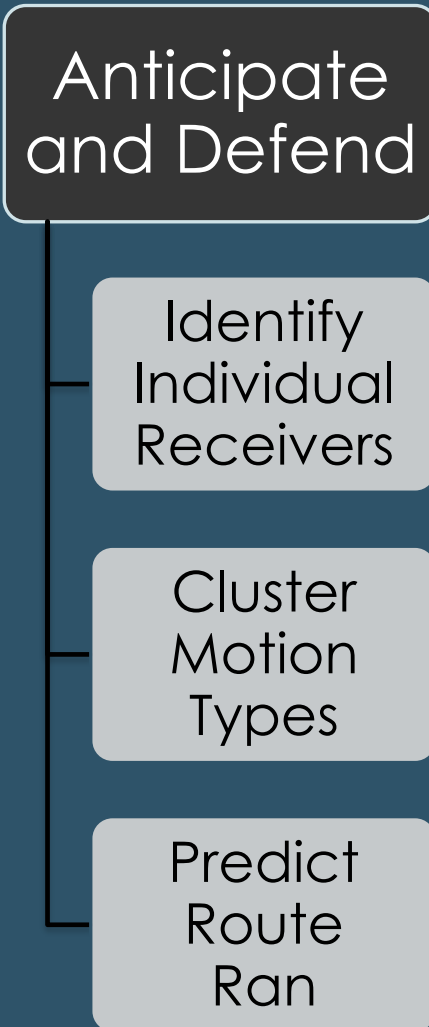 Anticipate
and Defend
Identify
Individual
Receivers
Cluster
Motion
Types
Predict
Route
Ran